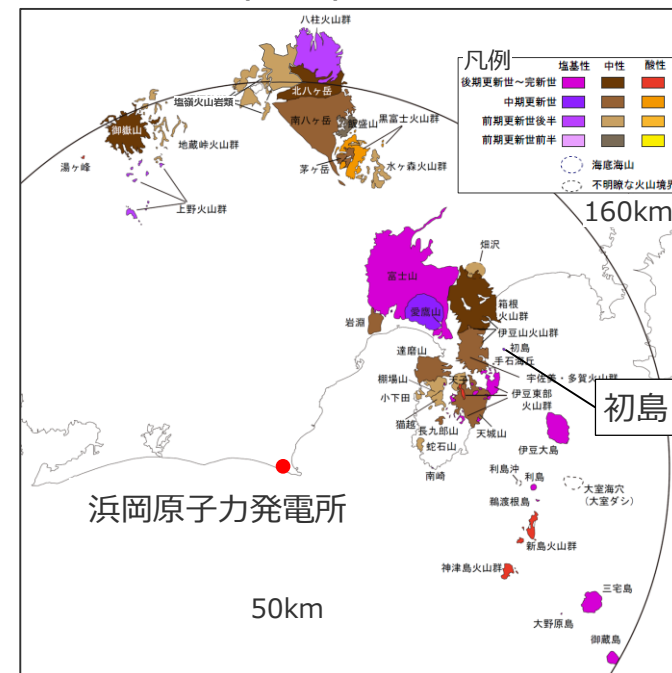 八柱火山群
凡例
塩基性 中性 酸性
後期更新世～完新世
中期更新世
前期更新世後半
前期更新世前半
海底海山
不明瞭な火山境界
160km
塩嶺火山岩類
北八ヶ岳
御嶽山
南八ヶ岳
飯盛山
黒富士火山群
地蔵峠火山群
湯ヶ峰
茅ヶ岳
水ヶ森火山群
上野火山群
畑沢
富士山
愛鷹山
箱根
火山群
岩淵
伊豆山火山群
初島
達磨山
手石海丘
宇佐美・多賀火山群
棚場山
天子
小下田
伊豆東部
火山群
初島
猫越
長九郎山
天城山
蛇石山
伊豆大島
南崎
利島沖
利島
大室海穴
(大室ダシ)
鵜渡根島
浜岡原子力発電所
新島火山群
神津島火山群
50km
三宅島
大野原島
御蔵島